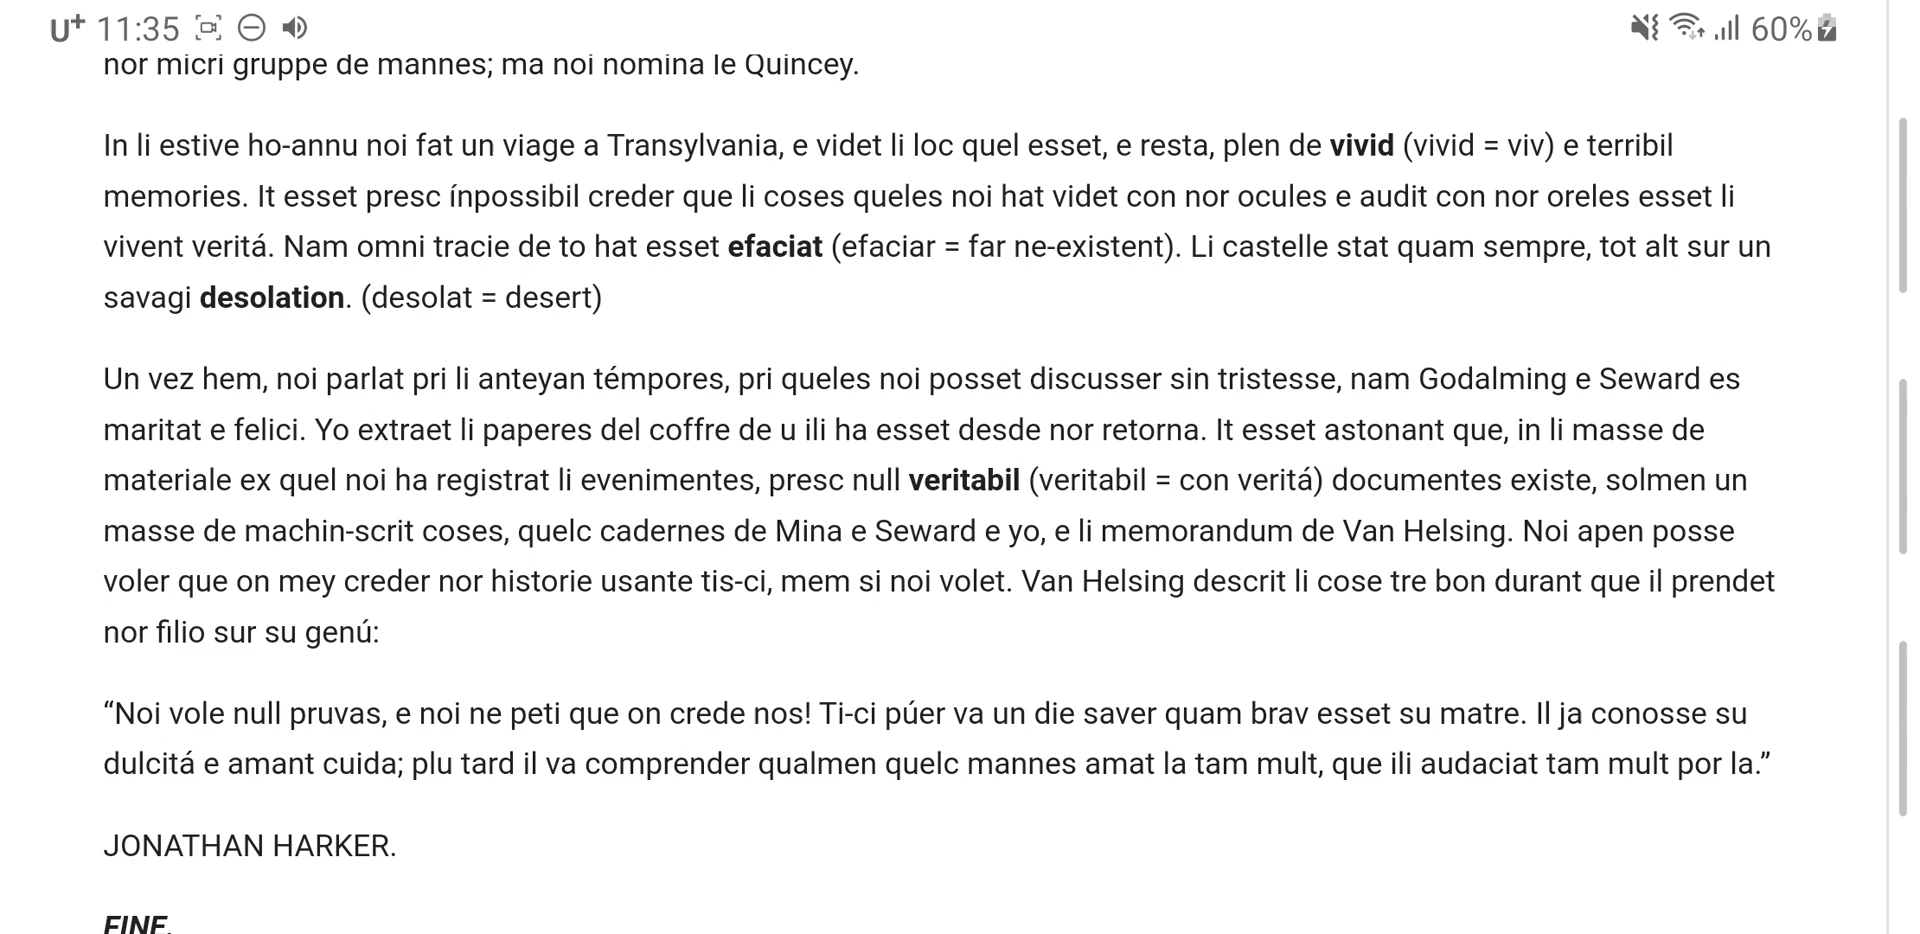 U+ 11:35 60%
nor micri gruppe de mannes; ma noi nomina le Quincey.
In li estive ho-annu noi fat un viage a Transylvania, e videt li loc quel esset, e resta, plen de vivid (vivid = viv) e terribil
memories. It esset presc ínpossibil creder que li coses queles noi hat videt con nor ocules e audit con nor oreles esset li
vivent veritá. Nam omni tracie de to hat esset efaciat (efaciar = far ne-existent). Li castelle stat quam sempre, tot alt sur un
savagi desolation. (desolat = desert)
Un vez hem, noi parlat pri li anteyan témpores, pri queles noi posset discusser sin tristesse, nam Godalming e Seward es
maritat e felici. Yo extraet li paperes del coffre de u ili ha esset desde nor retorna. It esset astonant que, in li masse de
materiale ex quel noi ha registrat li evenimentes, presc null veritabil (veritabil = con veritá) documentes existe, solmen un
masse de machin-scrit coses, quelc cadernes de Mina e Seward e yo, e li memorandum de Van Helsing. Noi apen posse
voler que on mey creder nor historie usante tis-ci, mem si noi volet. Van Helsing descrit li cose tre bon durant que il prendet
nor filio sur su genú:
“Noi vole null pruvas, e noi ne peti que on crede nos! Ti-ci púer va un die saver quam brav esset su matre. Il ja conosse su
dulcitá e amant cuida; plu tard il va comprender qualmen quelc mannes amat la tam mult, que ili audaciat tam mult por la.”
JONATHAN HARKER.
FINE.